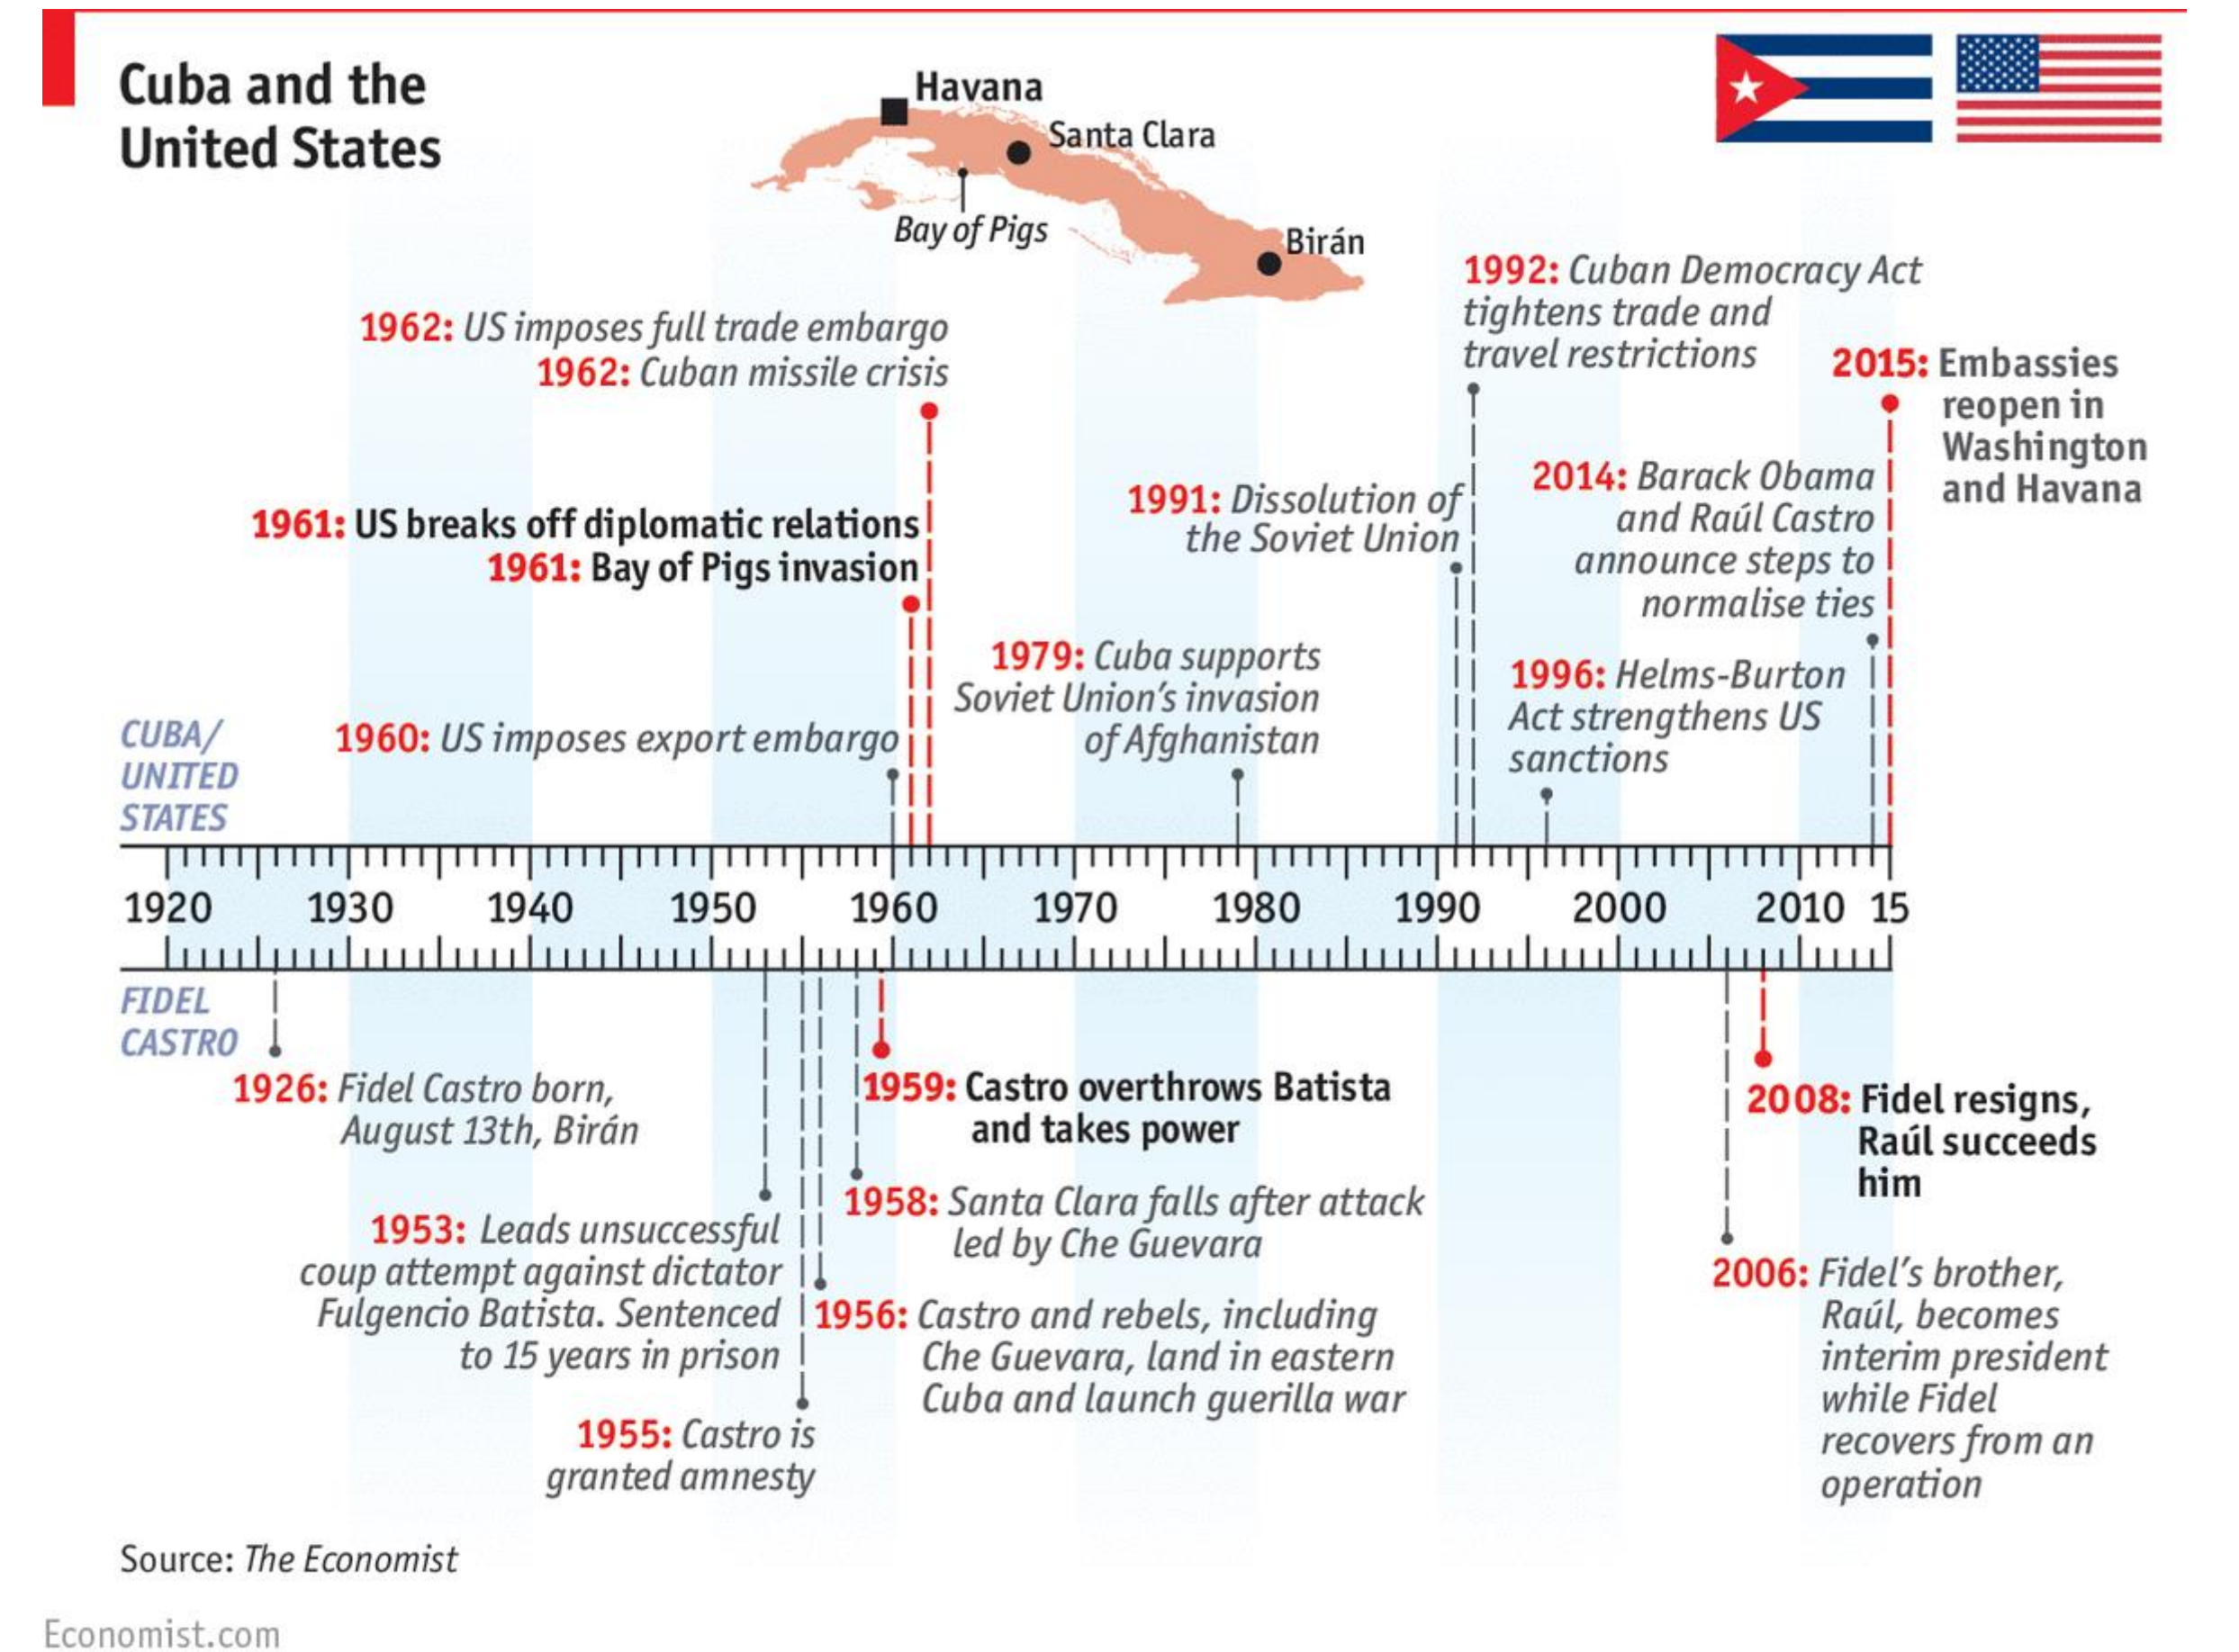 Cuba and the
United States
Havana
Santa Clara
Bay of Pigs
Birán
1962: US imposes full trade embargo
1962: Cuban missile crisis
1961: US breaks off diplomatic relations
1961: Bay of Pigs invasion
1960: US imposes export embargo
1979: Cuba supports
Soviet Union's invasion
of Afghanistan
1991: Dissolution of
the Soviet Union
1992: Cuban Democracy Act
tightens trade and
travel restrictions
1996: Helms-Burton
Act strengthens US
sanctions
2014: Barack Obama
and Raúl Castro
announce steps to
normalise ties
2015: Embassies
reopen in
Washington
and Havana
CUBA/
UNITED
STATES
1920 1930 1940 1950 1960 1970 1980 1990 2000 2010 15
FIDEL
CASTRO
1926: Fidel Castro born,
August 13th, Birán
1953: Leads unsuccessful
coup attempt against dictator
Fulgencio Batista. Sentenced
to 15 years in prison
1955: Castro is
granted amnesty
1956: Castro and rebels, including
Che Guevara, land in eastern
Cuba and launch guerilla war
1958: Santa Clara falls after attack
led by Che Guevara
1959: Castro overthrows Batista
and takes power
2006: Fidel's brother,
Raúl, becomes
interim president
while Fidel
recovers from an
operation
2008: Fidel resigns,
Raúl succeeds
him
Source: The Economist
Economist.com